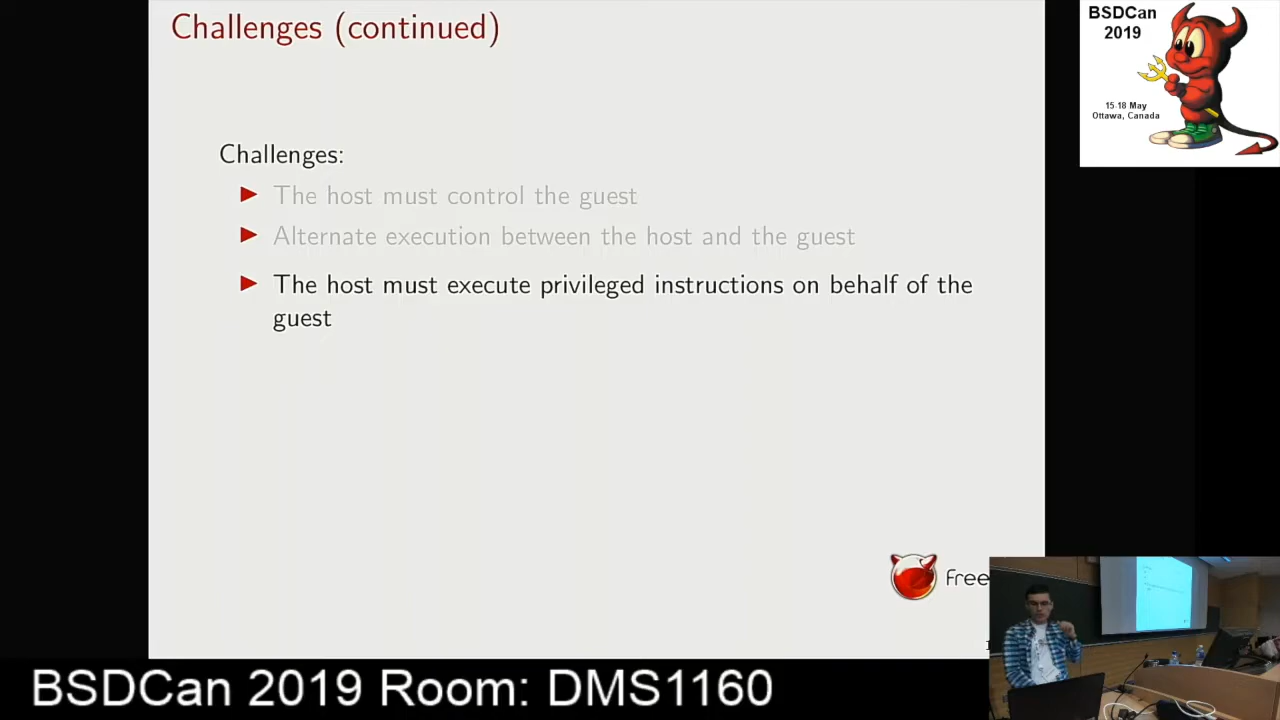 Challenges (continued)
BSDCan
2019
15-18 May
Ottawa, Canada
Challenges:
The host must control the guest
Alternate execution between the host and the guest
The host must execute privileged instructions on behalf of the
guest
Free
BSDCan 2019 Room: DMS1160